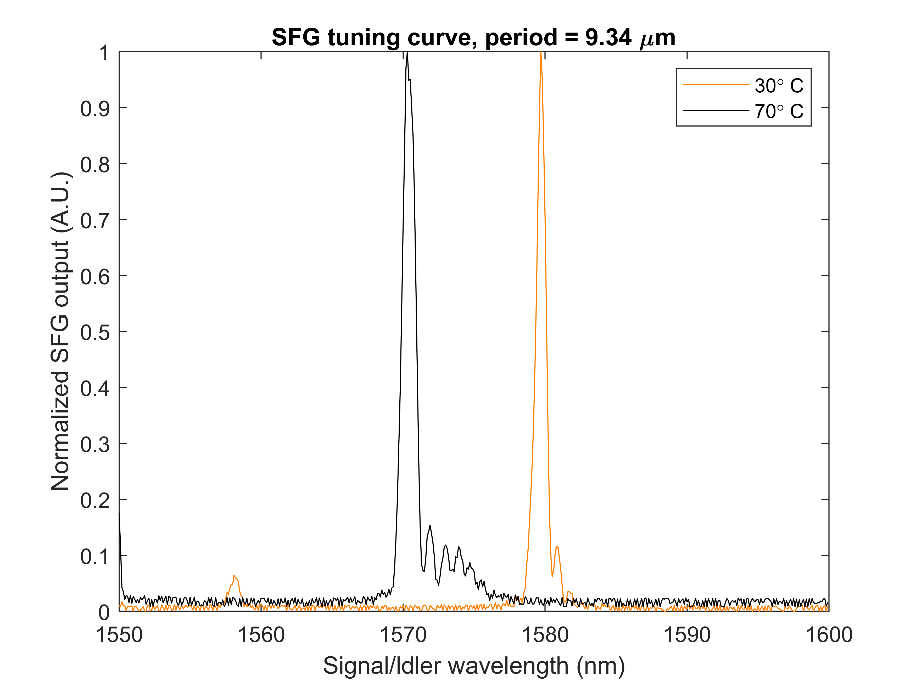 SFG tuning curve, period = 9.34 μm
30° C
70° C
Normalized SFG output (A.U.)
1
0.9
0.8
0.7
0.6
0.5
0.4
0.3
0.2
0.1
0
1550 1560 1570 1580 1590 1600
Signal/Idler wavelength (nm)